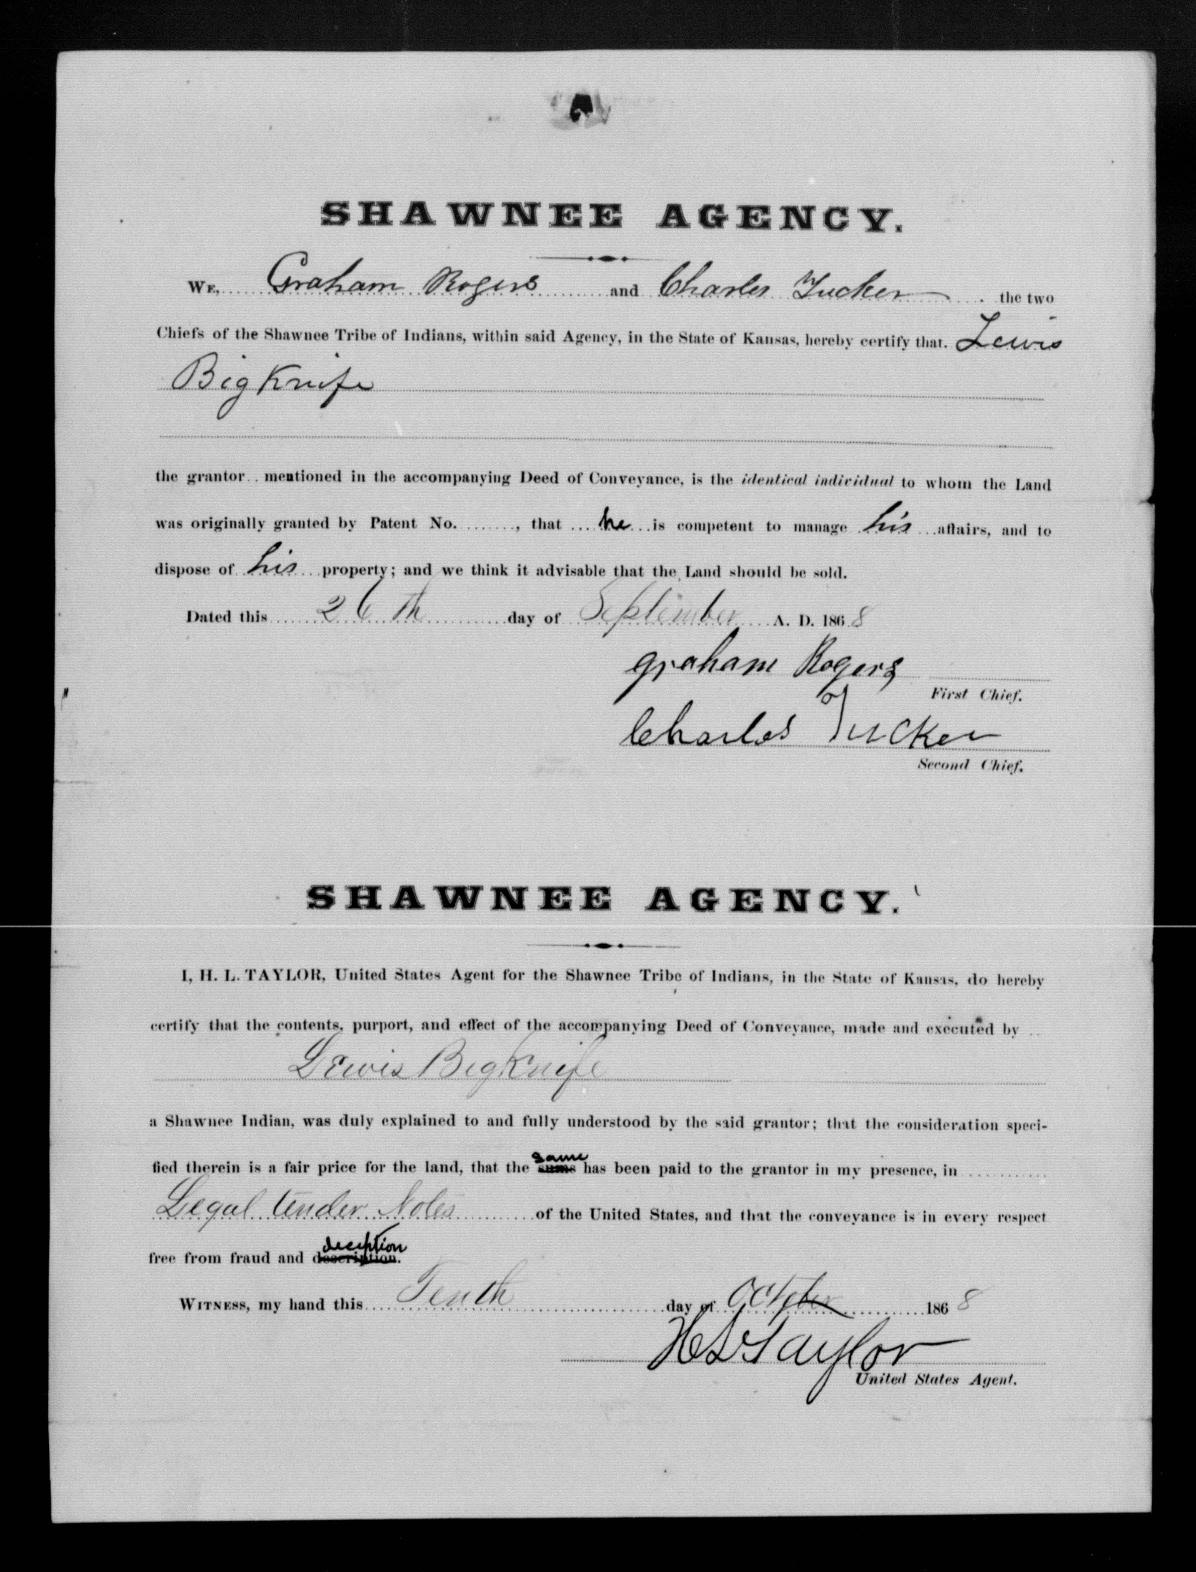 SHAWNEE AGENCY.
WE, Graham Rogers and Charles Tucker the two
Chiefs of the Shawnee Tribe of Indians, within said Agency, in the State of Kansas, hereby certify that Lewis
Big Knife
the grantor mentioned in the accompanying Deed of Conveyance, is the identical individual to whom the Land
was originally granted by Patent No. ......., that he is competent to manage his affairs, and to
dispose of his property; and we think it advisable that the Land should be sold.
Dated this 26th day of September A. D. 1868
graham Rogers
First Chief.
Charles Tucker
Second Chief.
SHAWNEE AGENCY.
I, H. L. TAYLOR, United States Agent for the Shawnee Tribe of Indians, in the State of Kansas, do hereby
certify that the contents, purport, and effect of the accompanying Deed of Conveyance, made and executed by
Lewis Big Knife
a Shawnee Indian, was duly explained to and fully understood by the said grantor; that the consideration speci-
same
fied therein is a fair price for the land, that the sums has been paid to the grantor in my presence, in
Legal tender Notes of the United States, and that the conveyance is in every respect
deception
free from fraud and description.
WITNESS, my hand this Tenth day of October 1868
H L Taylor
United States Agent.